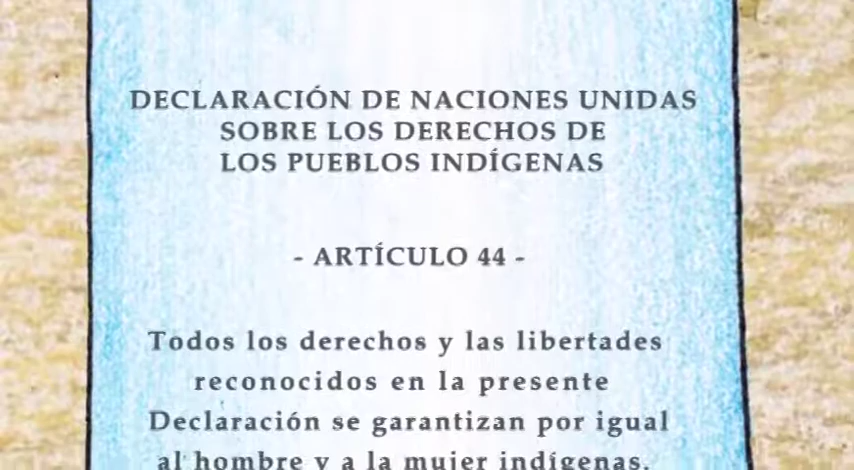 DECLARACIÓN DE NACIONES UNIDAS
SOBRE LOS DERECHOS DE
LOS PUEBLOS INDÍGENAS
- ARTÍCULO 44 -
Todos los derechos y las libertades
reconocidos en la presente
Declaración se garantizan por igual
al hombre y a la mujer indígenas.